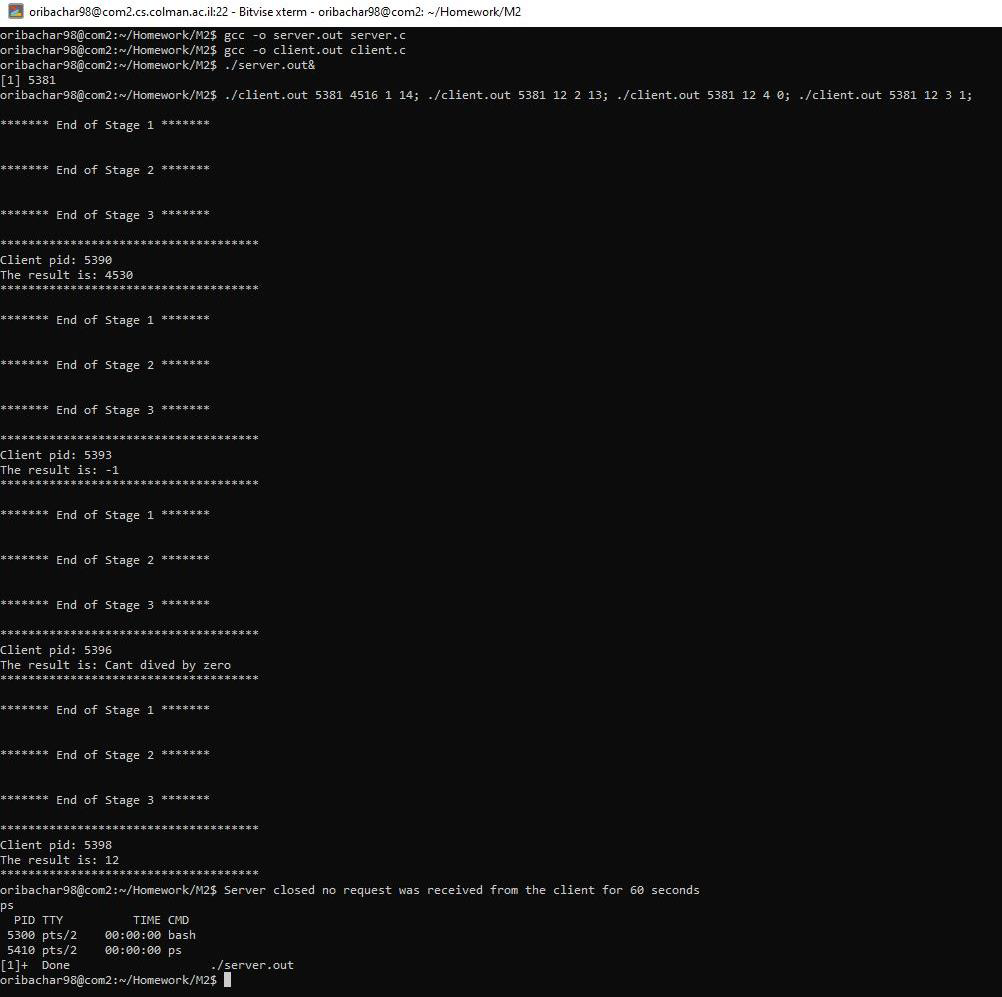 oribachar98@com2.cs.colman.ac.il:22 - Bitvise xterm - oribachar98@com2: ~/Homework/M2
oribachar98@com2:~/Homework/M2$ gcc -o server.out server.c
oribachar98@com2:~/Homework/M2$ gcc -o client.out client.c
oribachar98@com2:~/Homework/M2$ ./server.out&
[1] 5381
oribachar98@com2:~/Homework/M2$ ./client.out 5381 4516 1 14; ./client.out 5381 12 2 13; ./client.out 5381 12 4 0; ./client.out 5381 12 3 1;
******* End of Stage 1 *******
******* End of Stage 2 *******
******* End of Stage 3 *******
*************************************
Client pid: 5390
The result is: 4530
*************************************
******* End of Stage 1 *******
******* End of Stage 2 *******
******* End of Stage 3 *******
*************************************
Client pid: 5393
The result is: -1
*************************************
******* End of Stage 1 *******
******* End of Stage 2 *******
******* End of Stage 3 *******
*************************************
Client pid: 5396
The result is: Cant dived by zero
*************************************
******* End of Stage 1 *******
******* End of Stage 2 *******
******* End of Stage 3 *******
*************************************
Client pid: 5398
The result is: 12
*************************************
oribachar98@com2:~/Homework/M2$ Server closed no request was received from the client for 60 seconds
ps
  PID TTY          TIME CMD
 5300 pts/2    00:00:00 bash
 5410 pts/2    00:00:00 ps
[1]+  Done                    ./server.out
oribachar98@com2:~/Homework/M2$